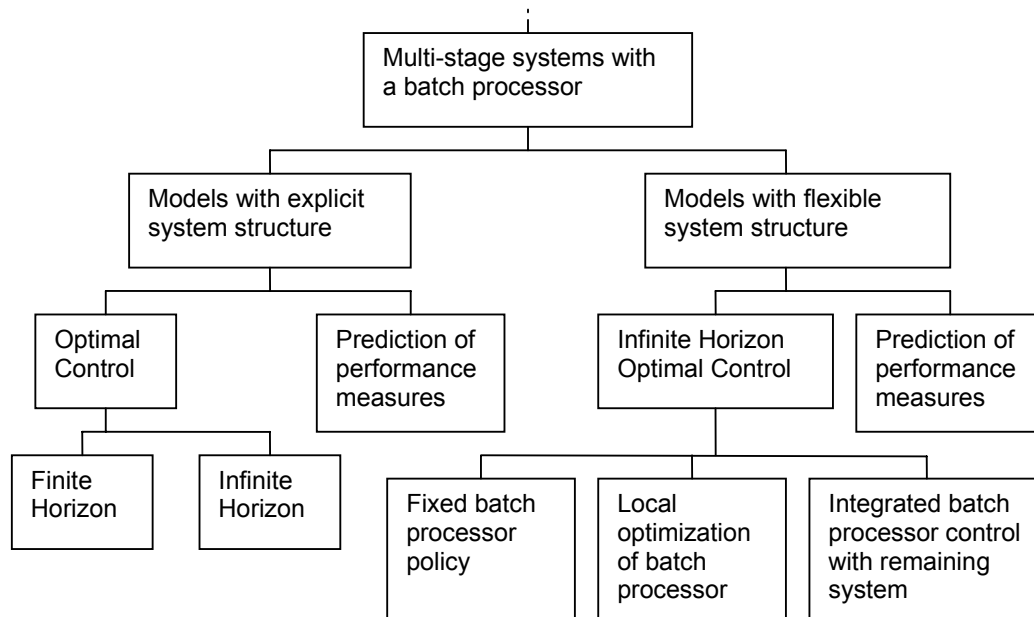 Multi-stage systems with
a batch processor
Models with explicit
system structure
Models with flexible
system structure
Optimal
Control
Prediction of
performance
measures
Infinite Horizon
Optimal Control
Prediction of
performance
measures
Finite
Horizon
Infinite
Horizon
Fixed batch
processor
policy
Local
optimization
of batch
processor
Integrated batch
processor control
with remaining
system